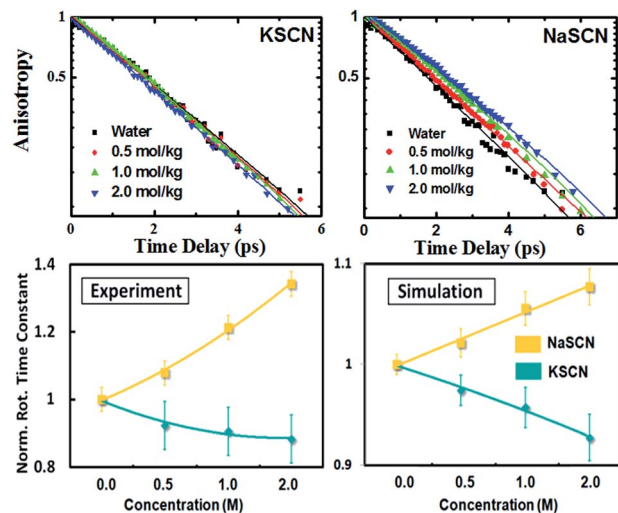 KSCN
Anisotropy
0.5
Water
0.5 mol/kg
1.0 mol/kg
2.0 mol/kg
0 2 4 6
Time Delay (ps)
NaSCN
0.5
Water
0.5 mol/kg
1.0 mol/kg
2.0 mol/kg
0 2 4 6
Time Delay (ps)
Experiment
Norm. Rot. Time Constant
1.4
1.2
1
0.8
0.0 0.5 1.0 2.0
Concentration (M)
Simulation
1.1
1
0.9
NaSCN
KSCN
0.0 0.5 1.0 2.0
Concentration (M)